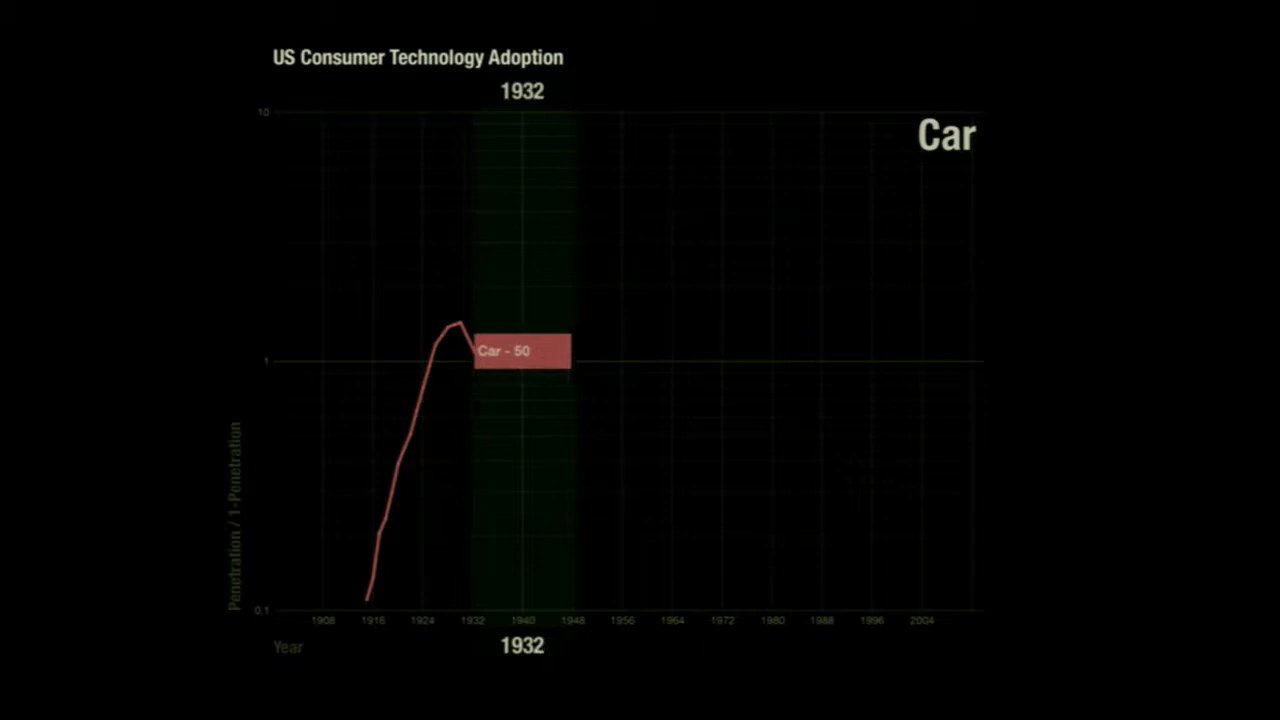 US Consumer Technology Adoption
1932
10
Car
Car - 50
1
Penetration / 1-Penetration
0.1
1908 1916 1924 1932 1940 1948 1956 1964 1972 1980 1988 1996 2004
Year
1932